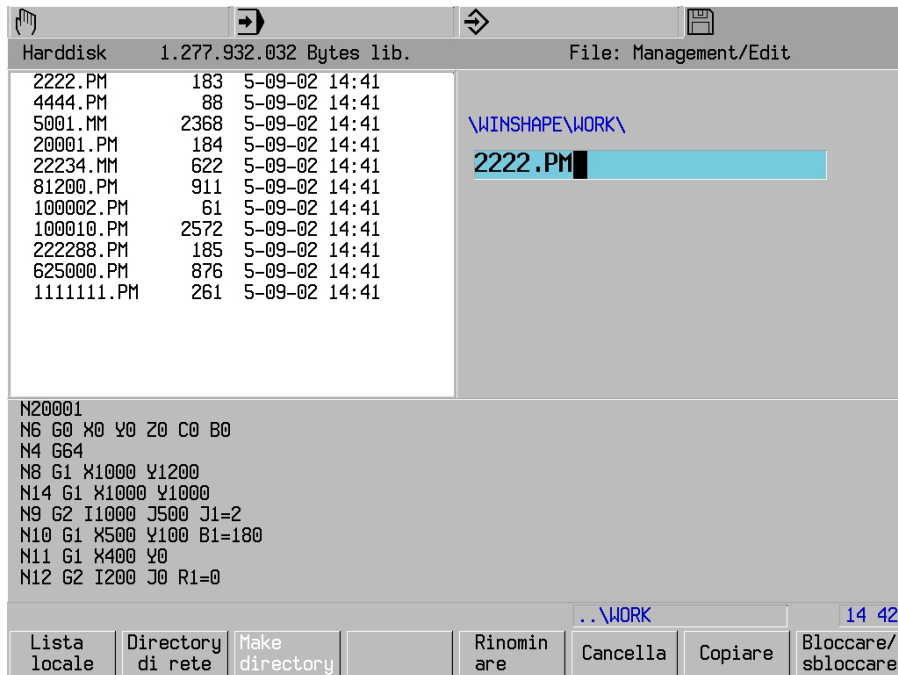 Harddisk 1.277.932.032 Bytes lib. File: Management/Edit
2222.PM 183 5-09-02 14:41
4444.PM 88 5-09-02 14:41
5001.MM 2368 5-09-02 14:41
20001.PM 184 5-09-02 14:41
22234.MM 622 5-09-02 14:41
81200.PM 911 5-09-02 14:41
100002.PM 61 5-09-02 14:41
100010.PM 2572 5-09-02 14:41
222288.PM 185 5-09-02 14:41
625000.PM 876 5-09-02 14:41
1111111.PM 261 5-09-02 14:41
\WINSHAPE\WORK\
2222.PM
N20001
N6 G0 X0 Y0 Z0 C0 B0
N4 G64
N8 G1 X1000 Y1200
N14 G1 X1000 Y1000
N9 G2 I1000 J500 J1=2
N10 G1 X500 Y100 B1=180
N11 G1 X400 Y0
N12 G2 I200 J0 R1=0
..\WORK 14 42
Lista locale
Directory di rete
Make directory
Rinomin are
Cancella
Copiare
Bloccare/ sbloccare